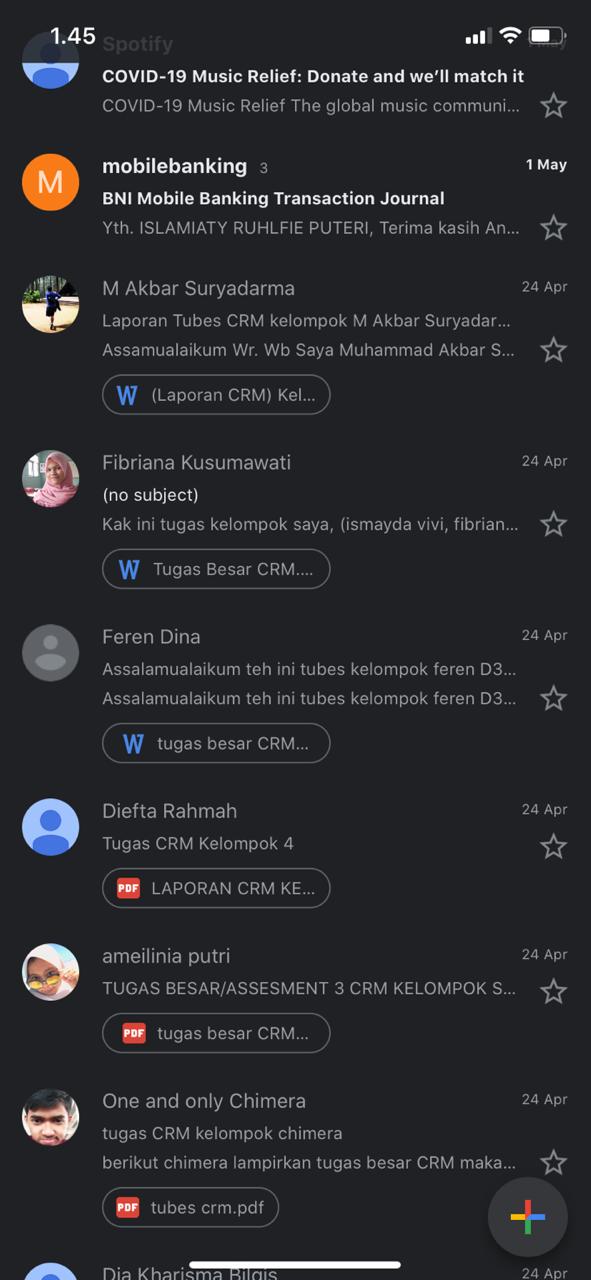 1.45
Spotify
May
COVID-19 Music Relief: Donate and we'll match it
COVID-19 Music Relief The global music communi...
M
mobilebanking 3
1 May
BNI Mobile Banking Transaction Journal
Yth. ISLAMIATY RUHLFIE PUTERI, Terima kasih An...
M Akbar Suryadarma
24 Apr
Laporan Tubes CRM kelompok M Akbar Suryadar...
Assamualaikum Wr. Wb Saya Muhammad Akbar S...
W (Laporan CRM) Kel...
Fibriana Kusumawati
24 Apr
(no subject)
Kak ini tugas kelompok saya, (ismayda vivi, fibrian...
W Tugas Besar CRM....
Feren Dina
24 Apr
Assalamualaikum teh ini tubes kelompok feren D3...
Assalamualaikum teh ini tubes kelompok feren D3...
W tugas besar CRM...
Diefta Rahmah
24 Apr
Tugas CRM Kelompok 4
PDF LAPORAN CRM KE...
ameilinia putri
24 Apr
TUGAS BESAR/ASSESMENT 3 CRM KELOMPOK S...
PDF tugas besar CRM...
One and only Chimera
24 Apr
tugas CRM kelompok chimera
berikut chimera lampirkan tugas besar CRM maka...
PDF tubes crm.pdf
Dia Kharisma Bilqis
24 Apr